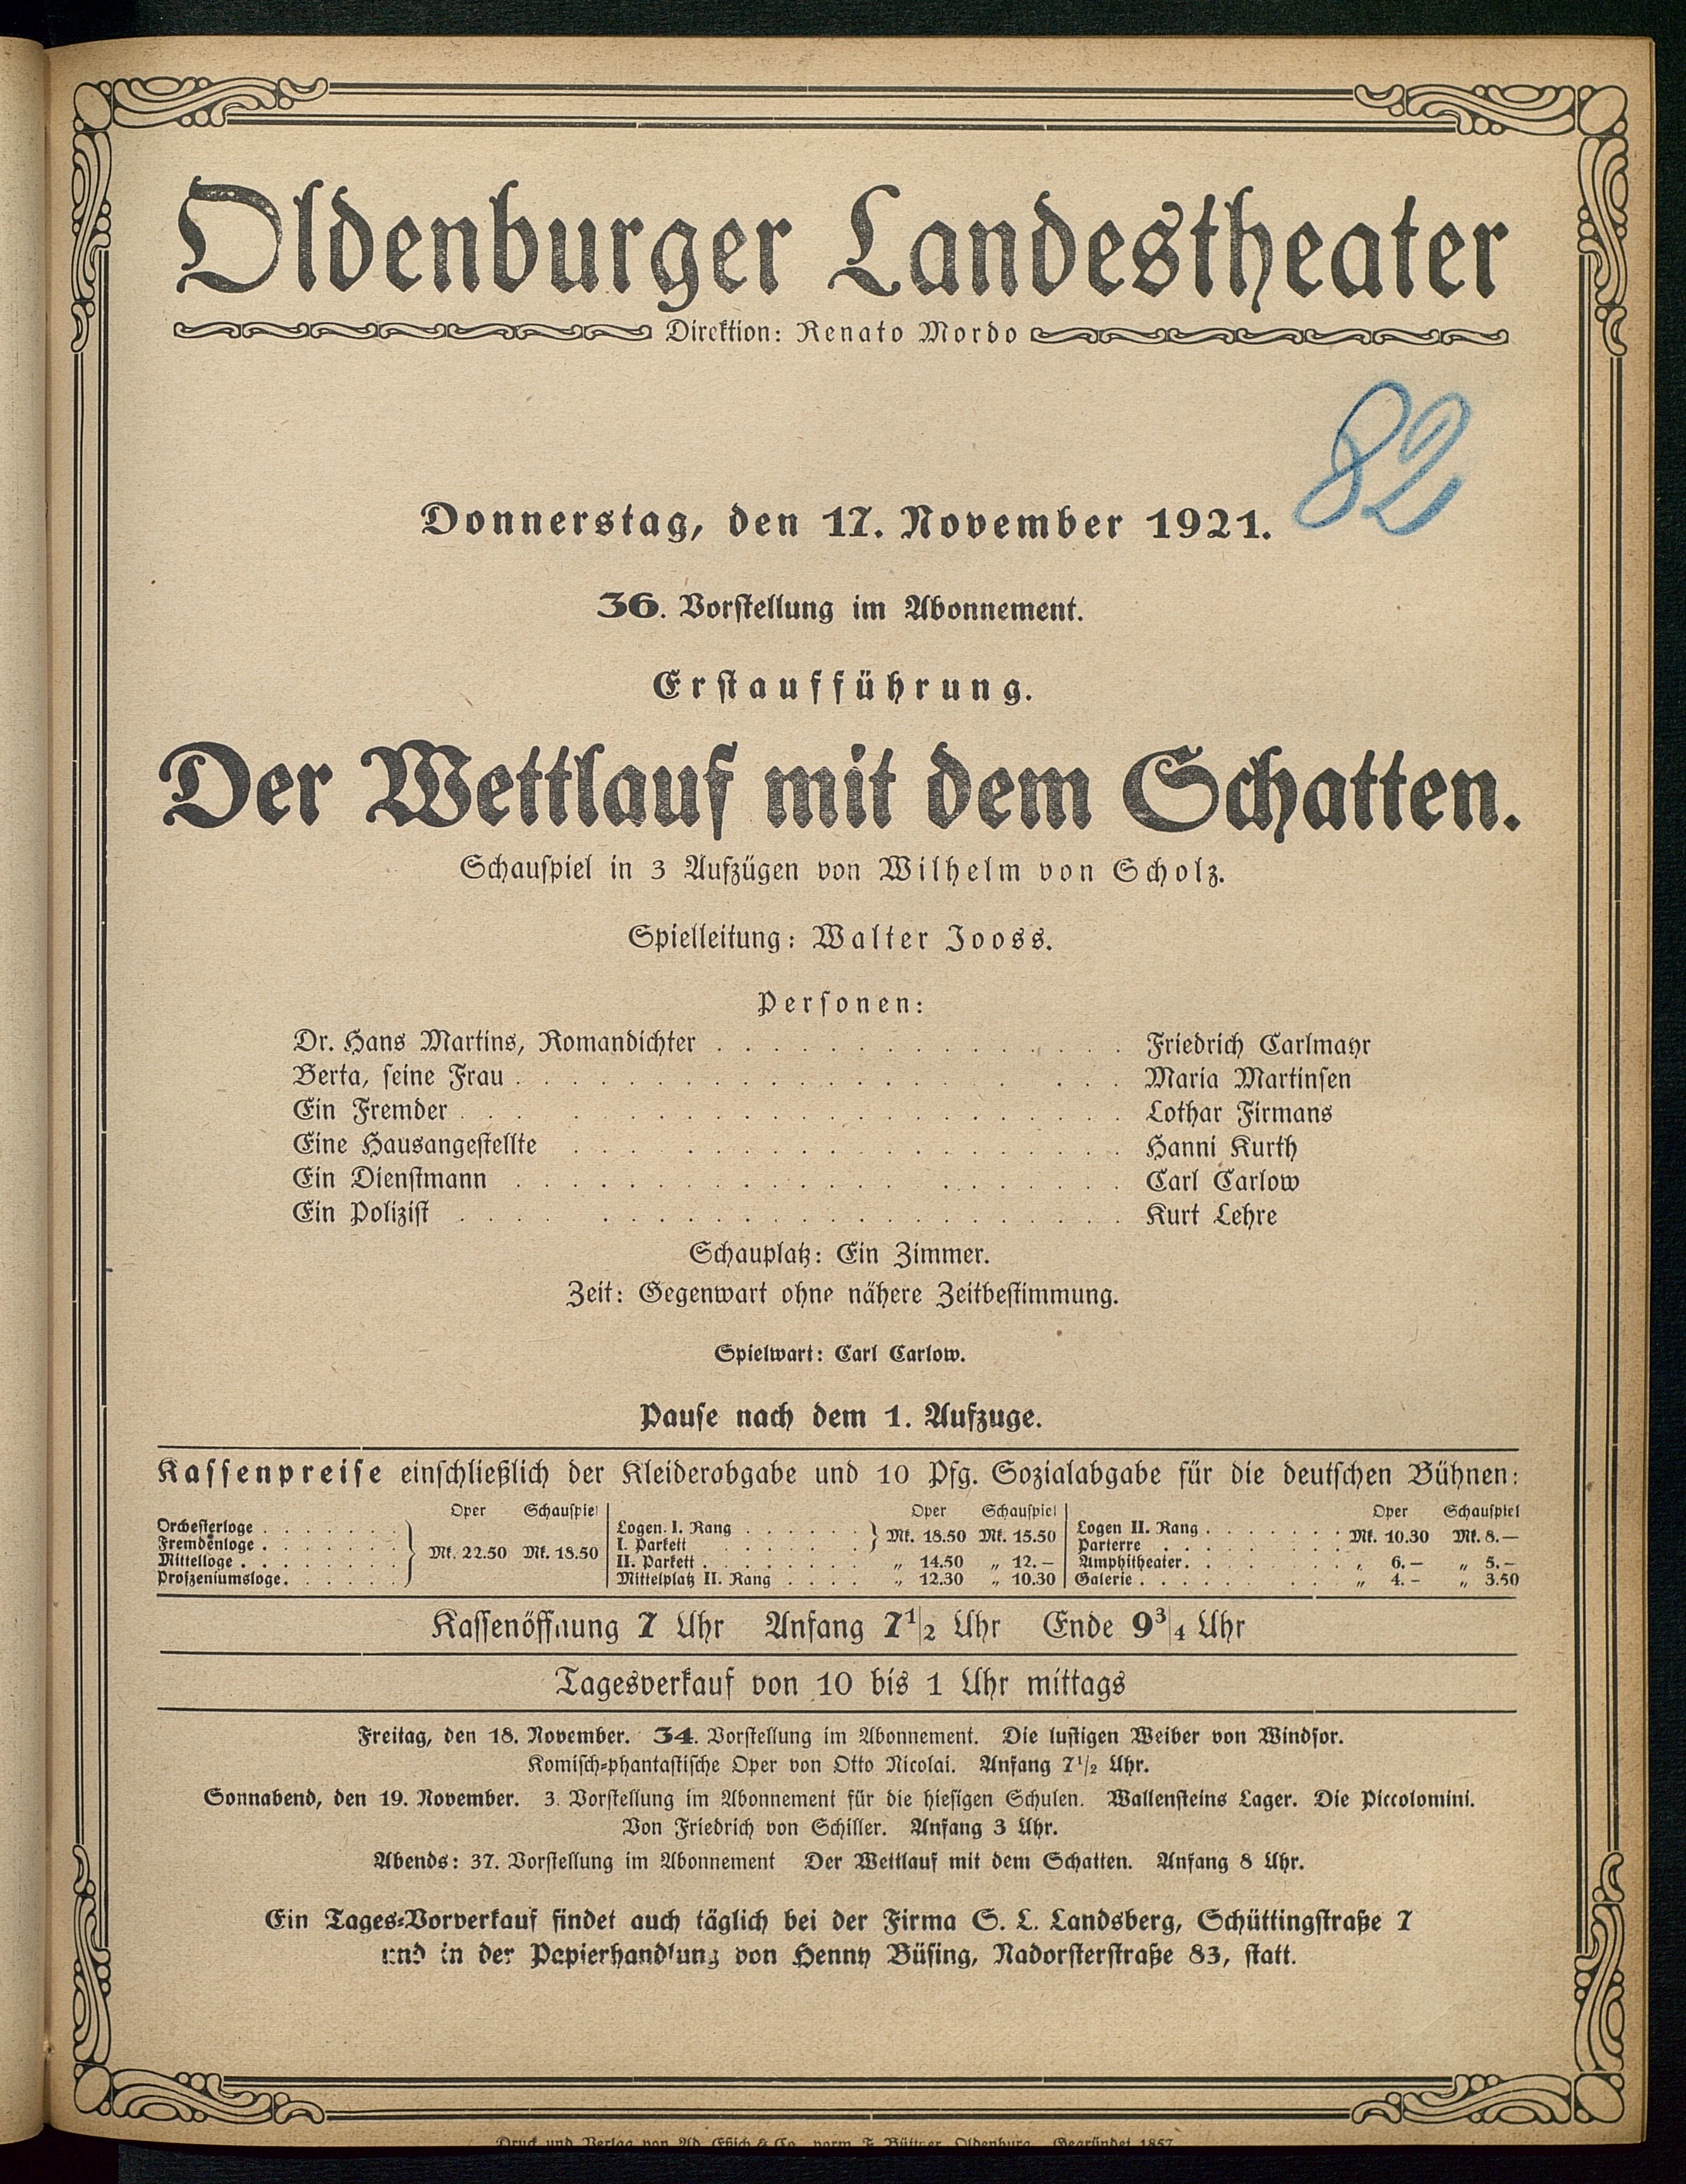 Oldenburger Landestheater
Direktion: Renato Mordo
82
Donnerstag, den 17. November 1921.
36. Vorstellung im Abonnement.
Erstaufführung.
Der Wettlauf mit dem Schatten.
Schauspiel in 3 Aufzügen von Wilhelm von Scholz.
Spielleitung: Walter Jooss.
Personen:
Dr. Hans Martins, Romandichter . . . . . . . . . . . . . . . Friedrich Carlmayr
Berta, seine Frau . . . . . . . . . . . . . . . . . . . . . Maria Martinsen
Ein Fremder . . . . . . . . . . . . . . . . . . . . . . Lothar Firmans
Eine Hausangestellte . . . . . . . . . . . . . . . . . . . Hanni Kurth
Ein Dienstmann . . . . . . . . . . . . . . . . . . . . . Carl Carlow
Ein Polizist . . . . . . . . . . . . . . . . . . . . . . . Kurt Lehre
Schauplatz: Ein Zimmer.
Zeit: Gegenwart ohne nähere Zeitbestimmung.
Spielwart: Carl Carlow.
Pause nach dem 1. Aufzuge.
Kassenpreise einschließlich der Kleiderabgabe und 10 Pfg. Sozialabgabe für die deutschen Bühnen:
Oper Schauspiel
Orchesterloge . . . . . . .
Fremdenloge . . . . . . .
Mittelloge . . . . . . . .
Proszeniumsloge . . . . . .
Mk. 22.50 Mk. 18.50
Oper Schauspiel
Logen I. Rang . . . . . .
I. Parkett . . . . . . .
Mk. 18.50 Mk. 15.50
II. Parkett . . . . . . . . „ 14.50 „ 12.–
Mittelplatz II. Rang . . . . „ 12.30 „ 10.30
Oper Schauspiel
Logen II. Rang . . . . . . .
Parterre . . . . . . . . .
Mk. 10.30 Mk. 8.—
Amphitheater . . . . . . . „ 6.– „ 5.–
Galerie . . . . . . . . . „ 4.– „ 3.50
Kassenöffnung 7 Uhr Anfang 7 1/2 Uhr Ende 9 3/4 Uhr
Tagesverkauf von 10 bis 1 Uhr mittags
Freitag, den 18. November. 34. Vorstellung im Abonnement. Die lustigen Weiber von Windsor.
Komisch-phantastische Oper von Otto Nicolai. Anfang 7 1/2 Uhr.
Sonnabend, den 19. November. 3. Vorstellung im Abonnement für die hiesigen Schulen. Wallensteins Lager. Die Piccolomini.
Von Friedrich von Schiller. Anfang 3 Uhr.
Abends: 37. Vorstellung im Abonnement Der Wettlauf mit dem Schatten. Anfang 8 Uhr.
Ein Tages-Vorverkauf findet auch täglich bei der Firma S. L. Landsberg, Schüttingstraße 7
und in der Papierhandlung von Henny Büsing, Nadorsterstraße 83, statt.
Druck und Verlag von Ad. & Co. vorm. F. Büttner, Oldenburg. Gegründet 1857